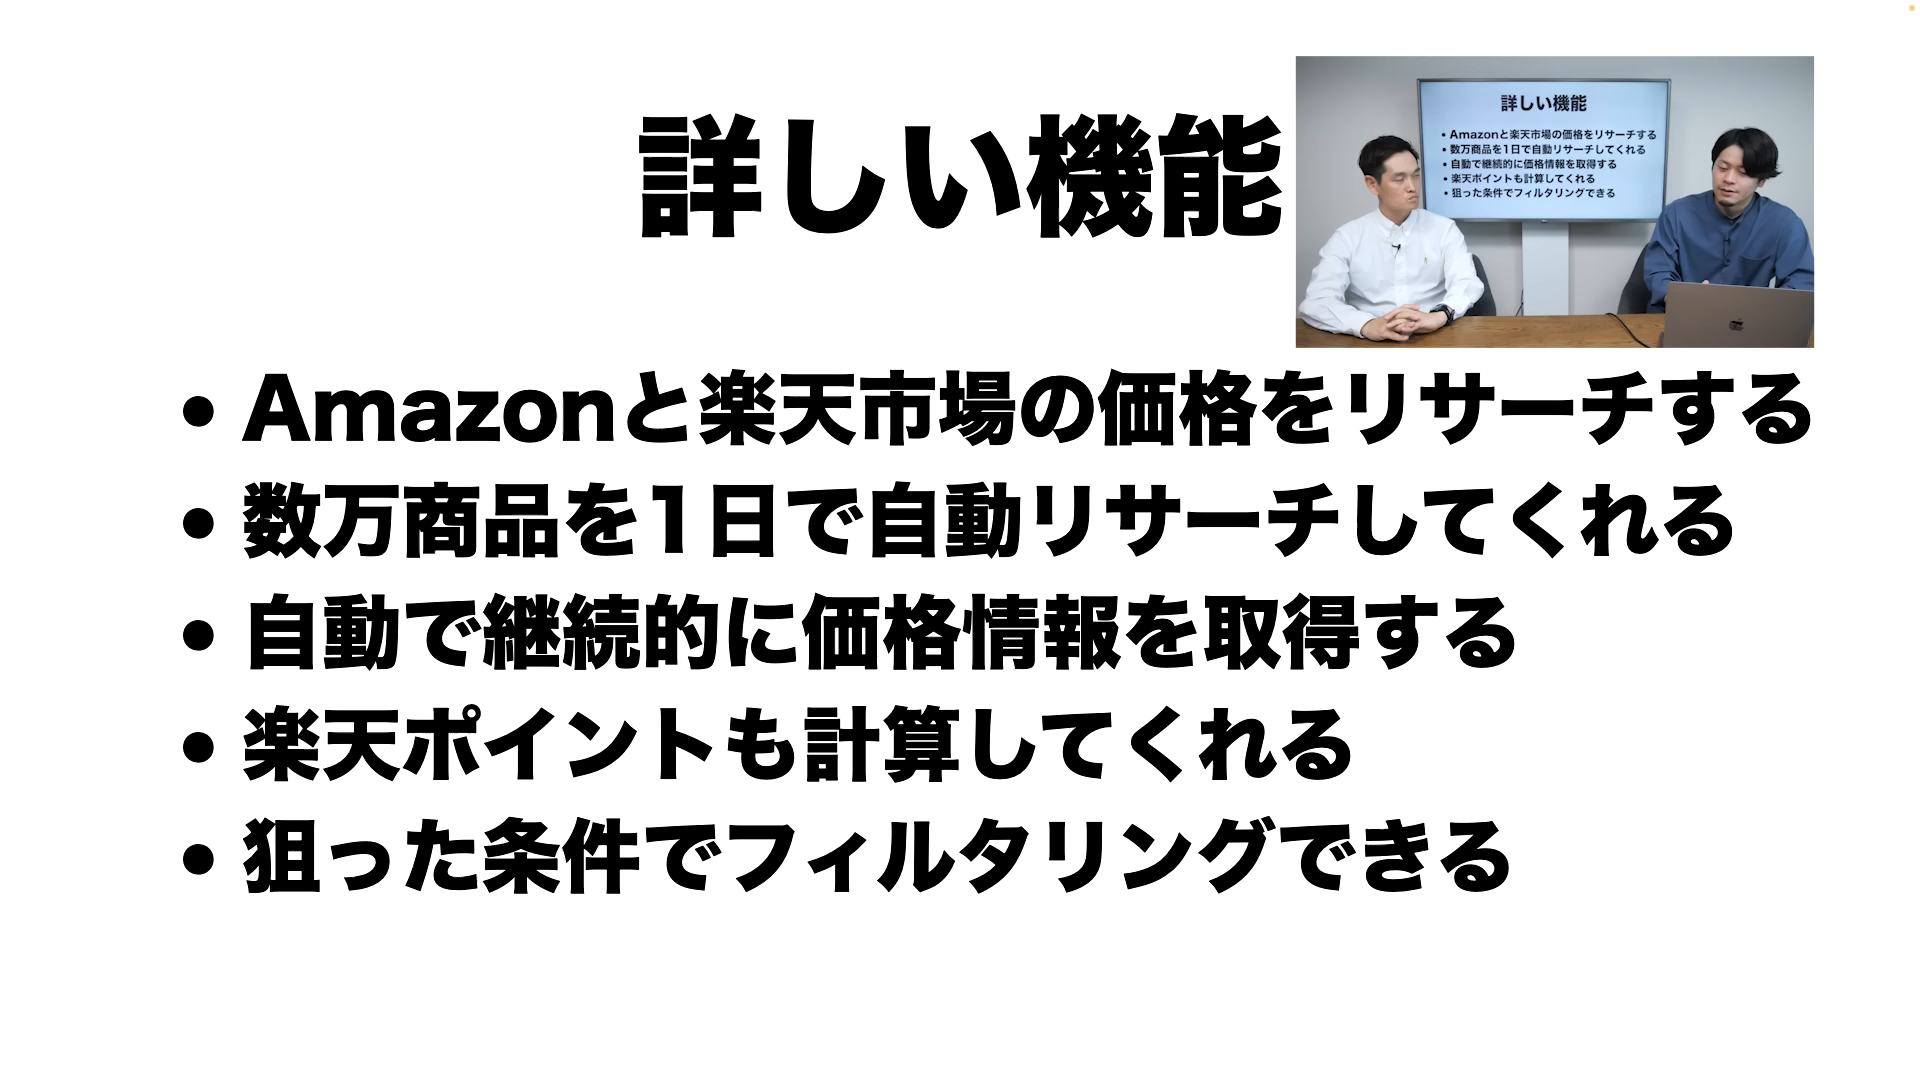 詳しい機能
詳しい機能
• Amazonと楽天市場の価格をリサーチする
• 数万商品を1日で自動リサーチしてくれる
• 自動で継続的に価格情報を取得する
• 楽天ポイントも計算してくれる
• 狙った条件でフィルタリングできる
• Amazonと楽天市場の価格をリサーチする
• 数万商品を1日で自動リサーチしてくれる
• 自動で継続的に価格情報を取得する
• 楽天ポイントも計算してくれる
• 狙った条件でフィルタリングできる